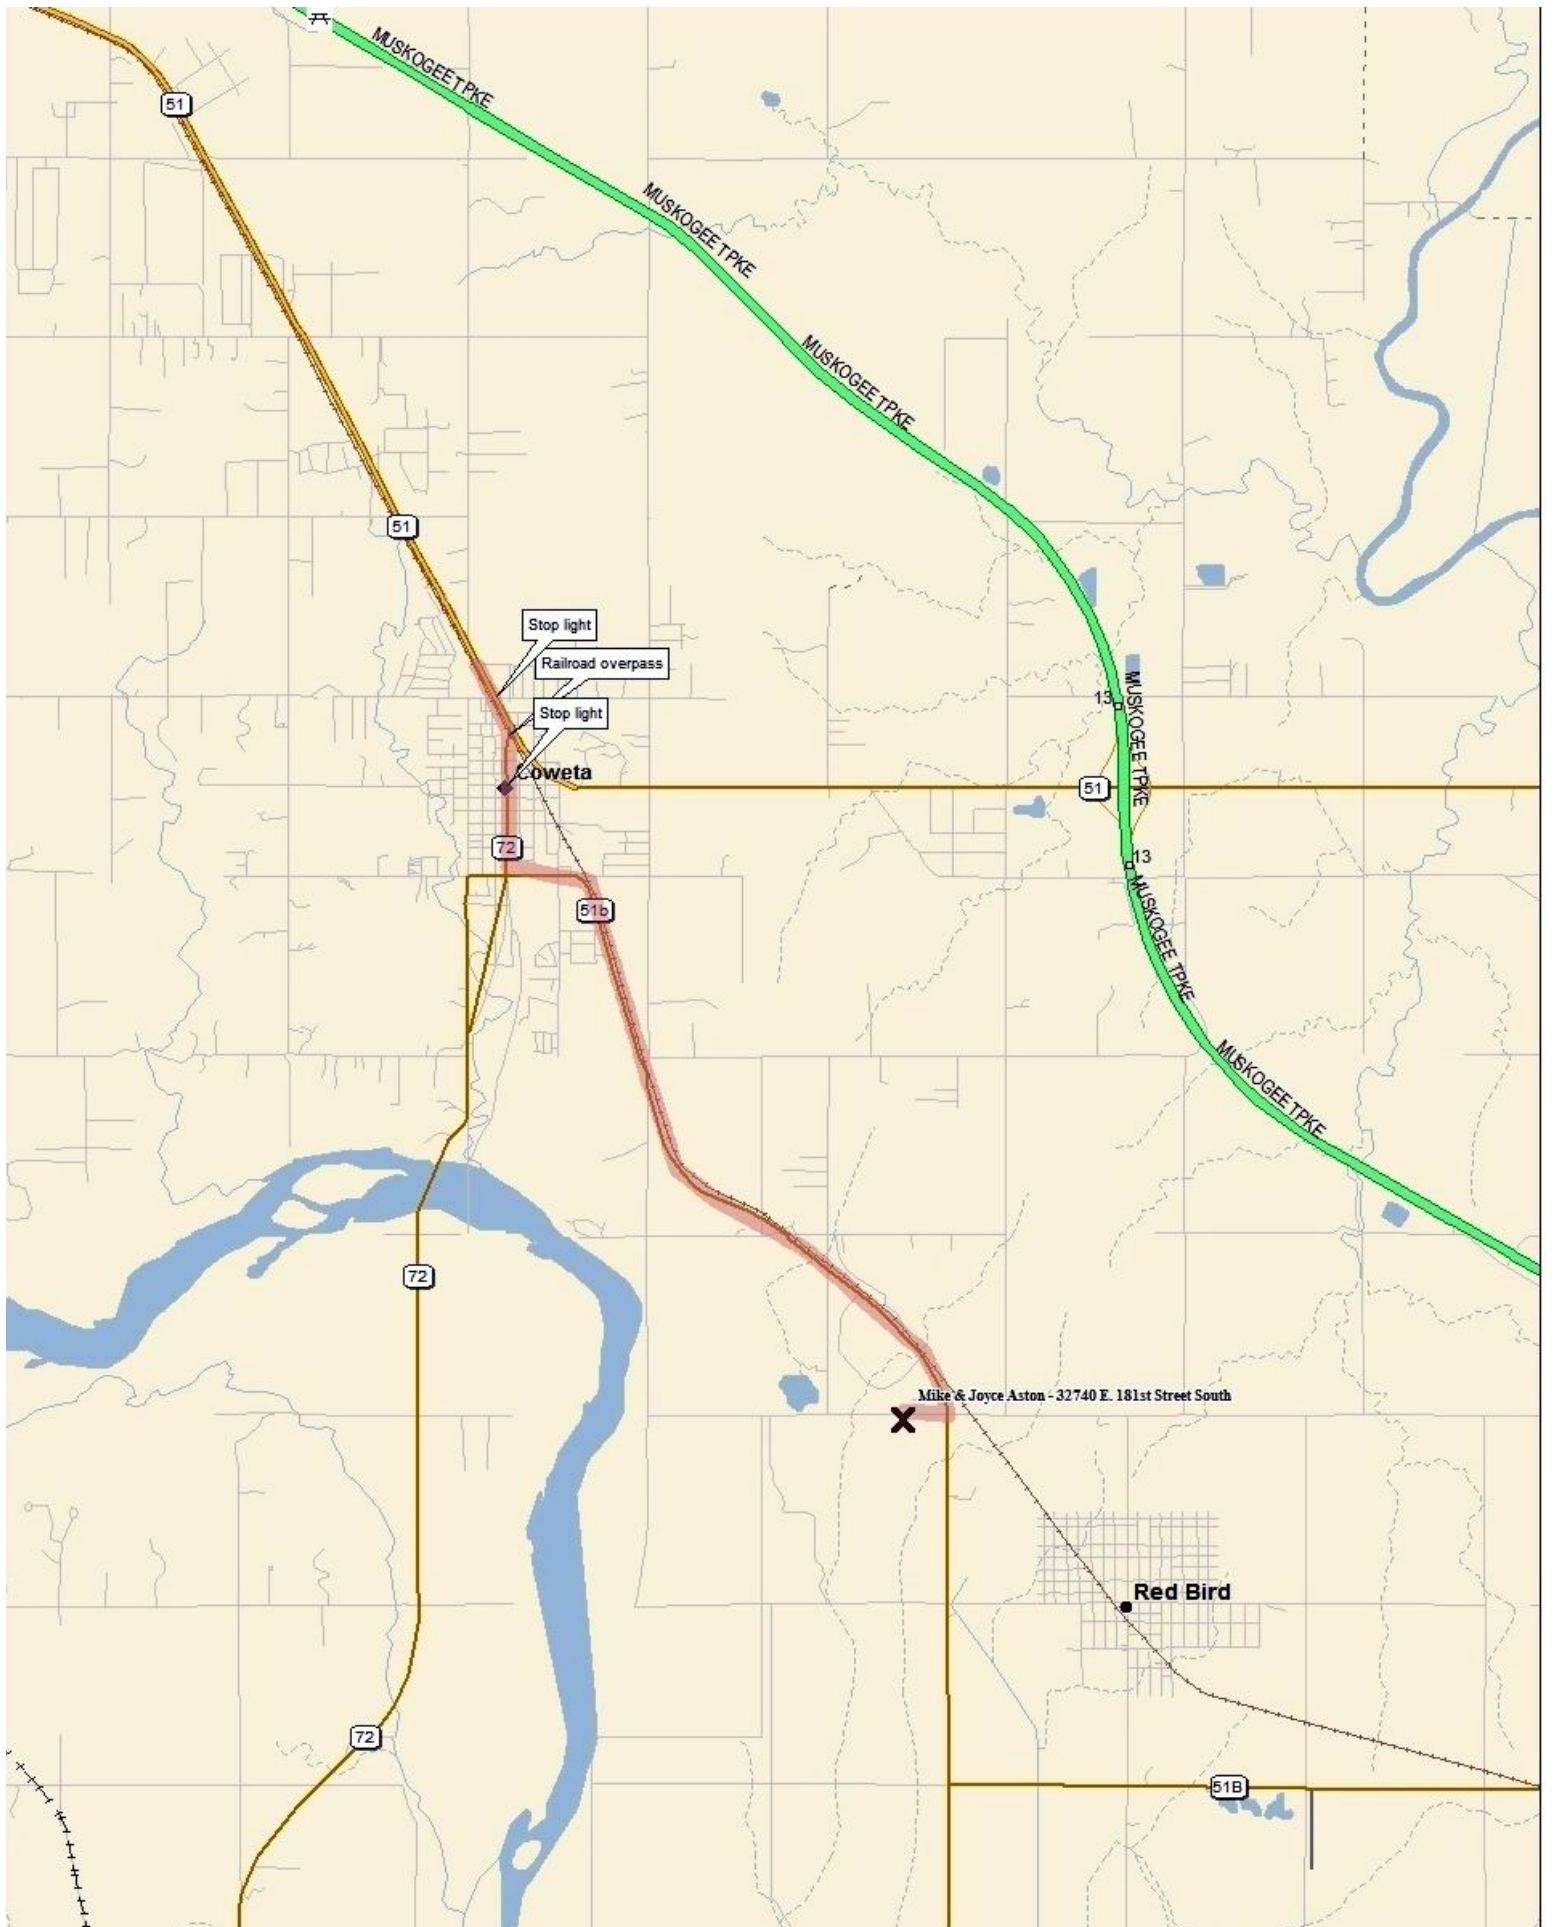 MUSKOGEE TPKE
51
MUSKOGEE TPKE
MUSKOGEE TPKE
51
Stop light
Railroad overpass
MUSKOGEE TPKE
13
Stop light
Coweta
51
72
13
51b
MUSKOGEE TPKE
MUSKOGEE TPKE
72
Mike & Joyce Aston - 32740 E. 181st Street South
Red Bird
72
51B